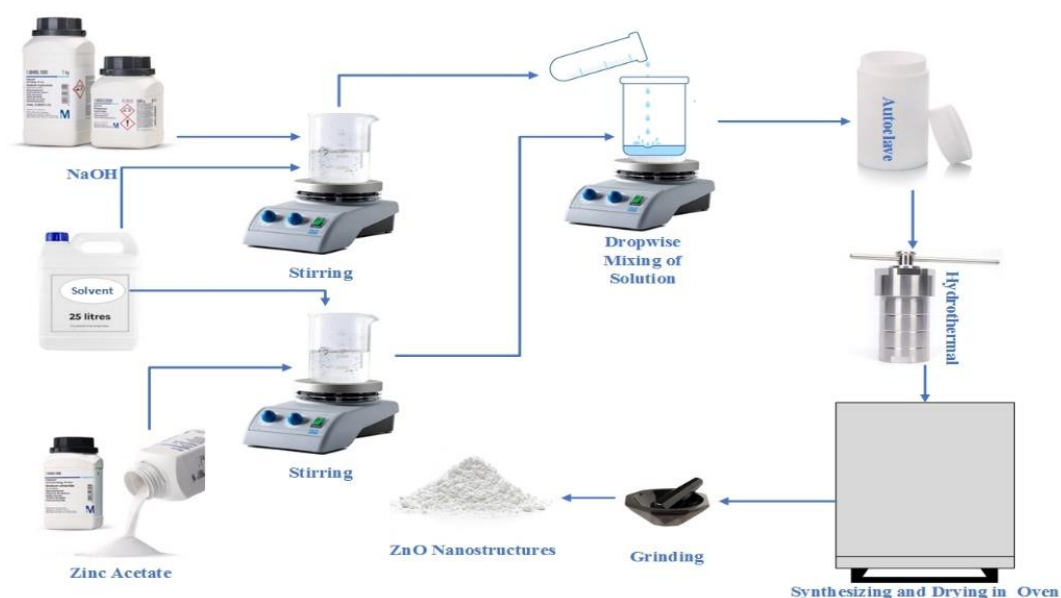 NaOH
Solvent
25 litres
Stirring
Dropwise
Mixing of
Solution
Autoclave
Hydrothermal
Stirring
Zinc Acetate
M
M
M
ZnO Nanostructures
Grinding
Synthesizing and Drying in Oven